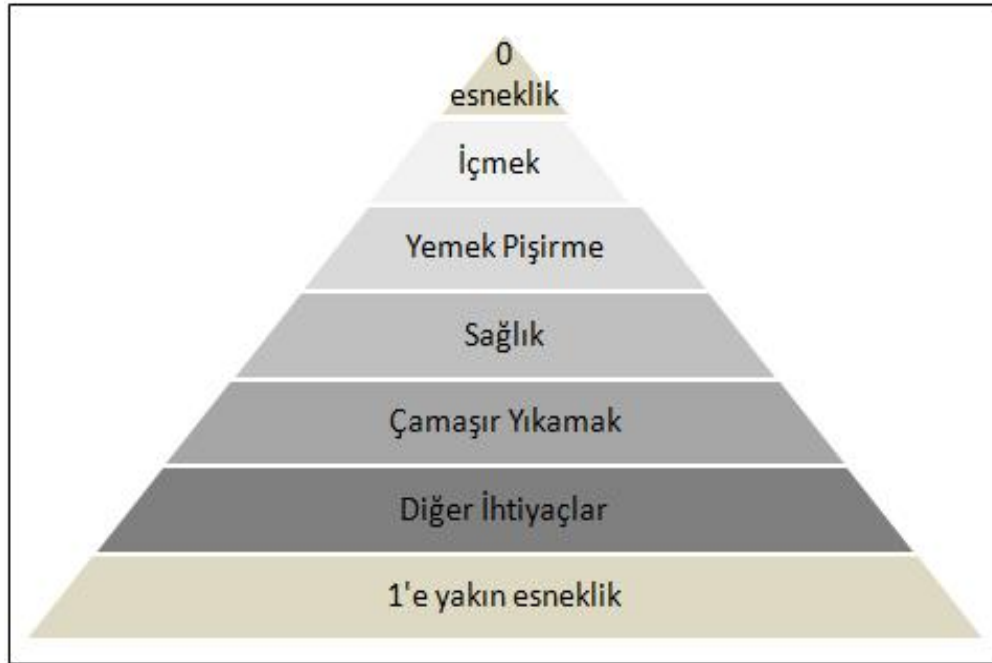 0
esneklik
İçmek
Yemek Pişirme
Sağlık
Çamaşır Yıkamak
Diğer İhtiyaçlar
1'e yakın esneklik